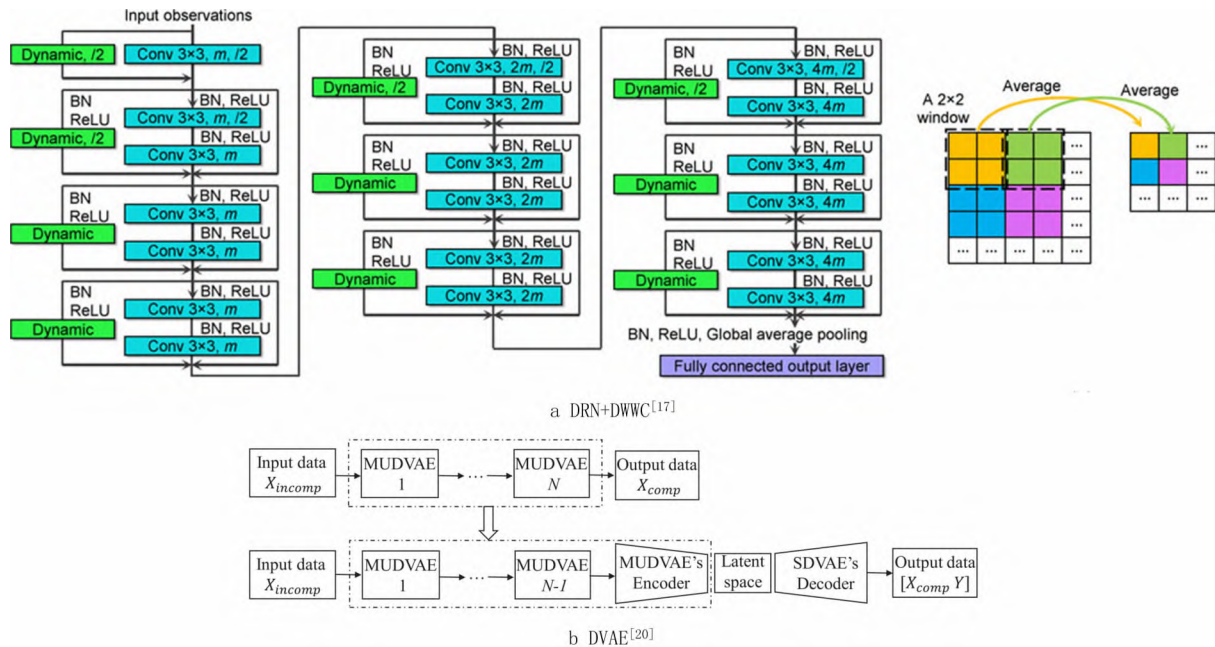 Input observations
Dynamic, /2
Conv 3×3, m, /2
BN
ReLU
BN, ReLU
Dynamic, /2
Conv 3×3, m, /2
BN, ReLU
Conv 3×3, m
BN
ReLU
BN, ReLU
Conv 3×3, m
Dynamic
BN, ReLU
Conv 3×3, m
BN
ReLU
BN, ReLU
Conv 3×3, m
Dynamic
BN, ReLU
Conv 3×3, m
BN
ReLU
BN, ReLU
Conv 3×3, 2m, /2
Dynamic, /2
BN, ReLU
Conv 3×3, 2m
BN
ReLU
BN, ReLU
Conv 3×3, 2m
Dynamic
BN, ReLU
Conv 3×3, 2m
BN
ReLU
BN, ReLU
Conv 3×3, 2m
Dynamic
BN, ReLU
Conv 3×3, 2m
BN
ReLU
BN, ReLU
Conv 3×3, 4m, /2
Dynamic, /2
BN, ReLU
Conv 3×3, 4m
BN
ReLU
BN, ReLU
Conv 3×3, 4m
Dynamic
BN, ReLU
Conv 3×3, 4m
BN
ReLU
BN, ReLU
Conv 3×3, 4m
Dynamic
BN, ReLU
Conv 3×3, 4m
BN, ReLU, Global average pooling
Fully connected output layer
Average
Average
A 2×2
window
...
...
...
...
...
... ... ... ... ...
...
...
... ... ...
a DRN+DWWC[17]
Input data
X_incomp
MUDVAE
1
...
MUDVAE
N
Output data
X_comp
Input data
X_incomp
MUDVAE
1
...
MUDVAE
N-1
MUDVAE's
Encoder
Latent
space
SDVAE's
Decoder
Output data
[X_comp Y]
b DVAE[20]